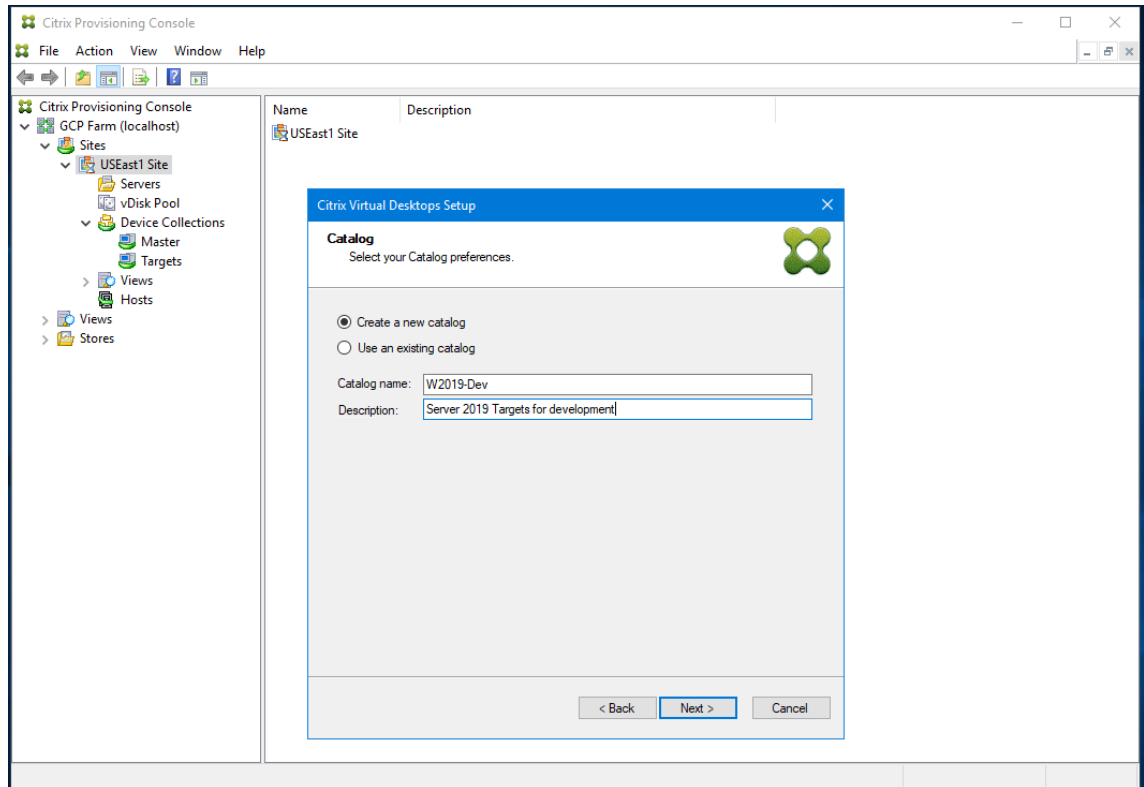 Citrix Provisioning Console
File Action View Window Help
Citrix Provisioning Console
GCP Farm (localhost)
Sites
USEast1 Site
Servers
vDisk Pool
Device Collections
Master
Targets
Views
Hosts
Views
Stores
Name Description
USEast1 Site
Citrix Virtual Desktops Setup
Catalog
Select your Catalog preferences.
Create a new catalog
Use an existing catalog
Catalog name: W2019-Dev
Description: Server 2019 Targets for development
< Back Next > Cancel